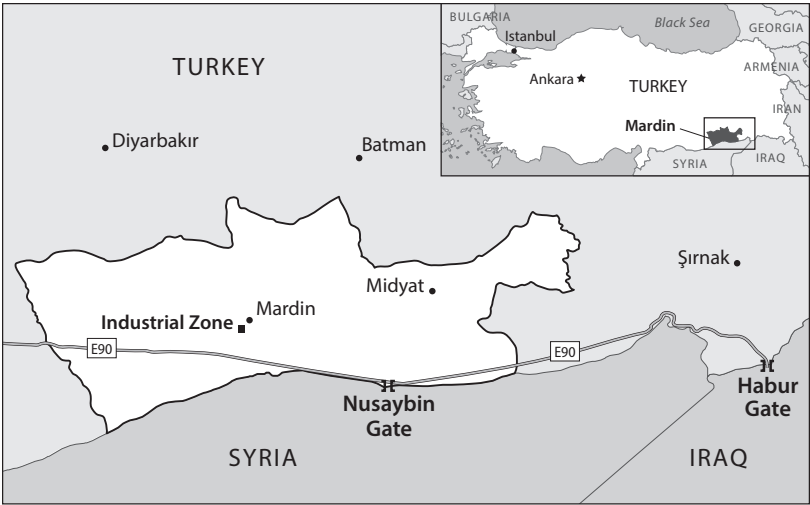 BULGARIA
Black Sea
GEORGIA
Istanbul
ARMENIA
Ankara
TURKEY
IRAN
Mardin
SYRIA
IRAQ
TURKEY
Diyarbakır
Batman
Şırnak
Midyat
Mardin
Industrial Zone
E90
E90
Nusaybin
Gate
Habur
Gate
SYRIA
IRAQ